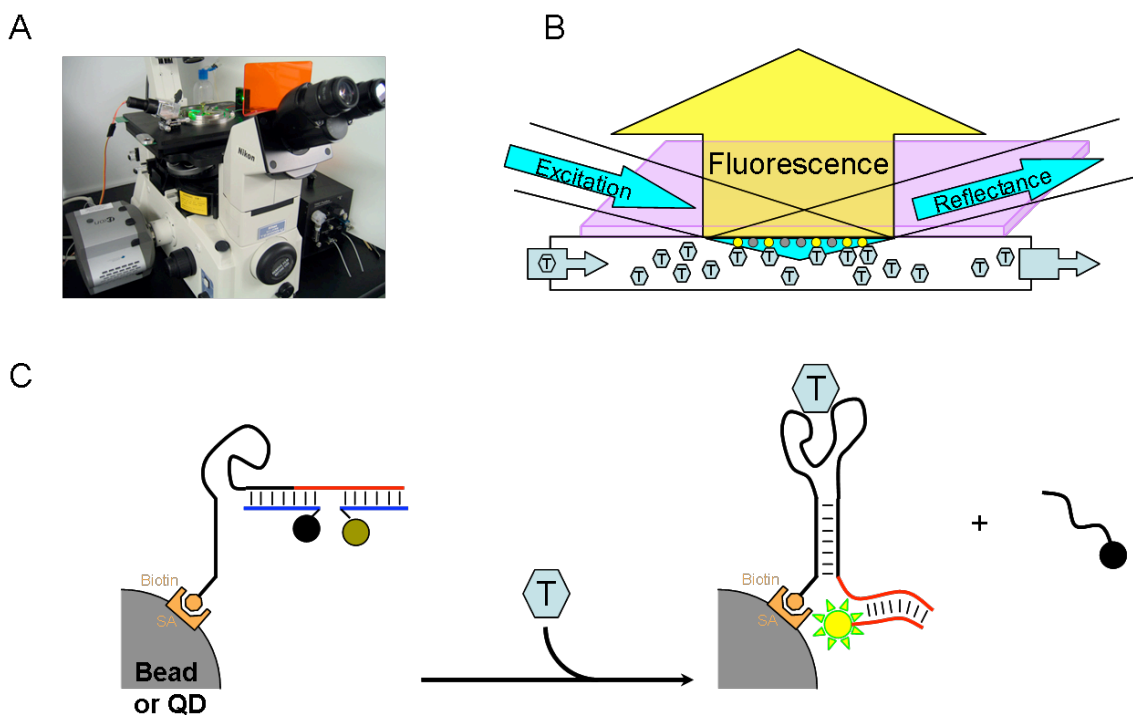 A
B
Nikon
Fluorescence
Excitation
Reflectance
T
T T T T T T T T T
T T T T T T
C
T
Biotin
SA
Bead
or QD
T
+
Biotin
SA